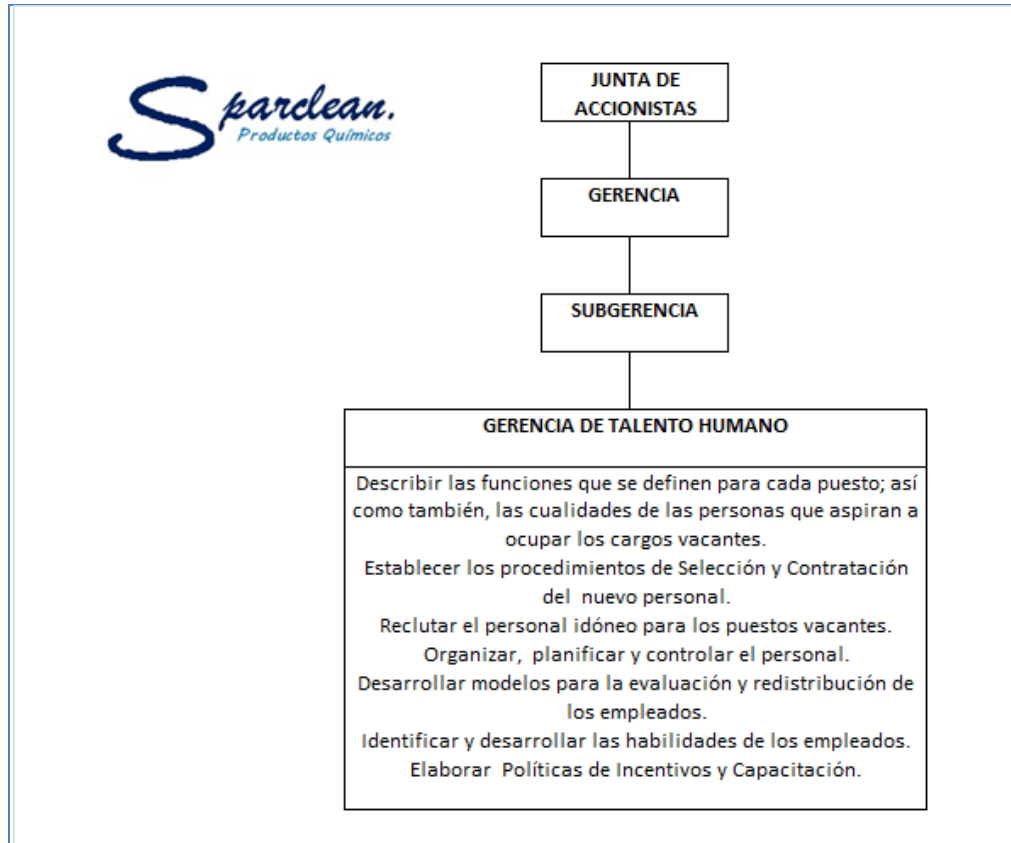 Sparclean.
Productos Químicos
JUNTA DE
ACCIONISTAS
GERENCIA
SUBGERENCIA
GERENCIA DE TALENTO HUMANO
Describir las funciones que se definen para cada puesto; así
como también, las cualidades de las personas que aspiran a
ocupar los cargos vacantes.
Establecer los procedimientos de Selección y Contratación
del  nuevo personal.
Reclutar el personal idóneo para los puestos vacantes.
Organizar,  planificar y controlar el personal.
Desarrollar modelos para la evaluación y redistribución de
los empleados.
Identificar y desarrollar las habilidades de los empleados.
Elaborar  Políticas de Incentivos y Capacitación.